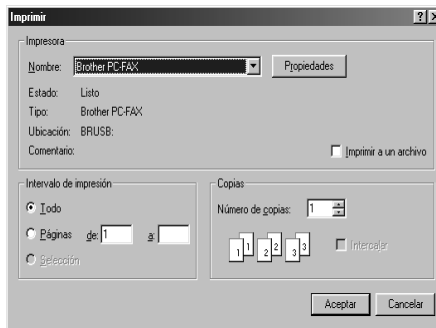 Imprimir
Impresora
Nombre: Brother PC-FAX Propiedades
Estado: Listo
Tipo: Brother PC-FAX
Ubicación: BRUSB:
Comentario: Imprimir a un archivo
Intervalo de impresión
Todo
Páginas de: 1 a:
Selección
Copias
Número de copias: 1
1 1 2 2 3 3 Intercalar
Aceptar Cancelar